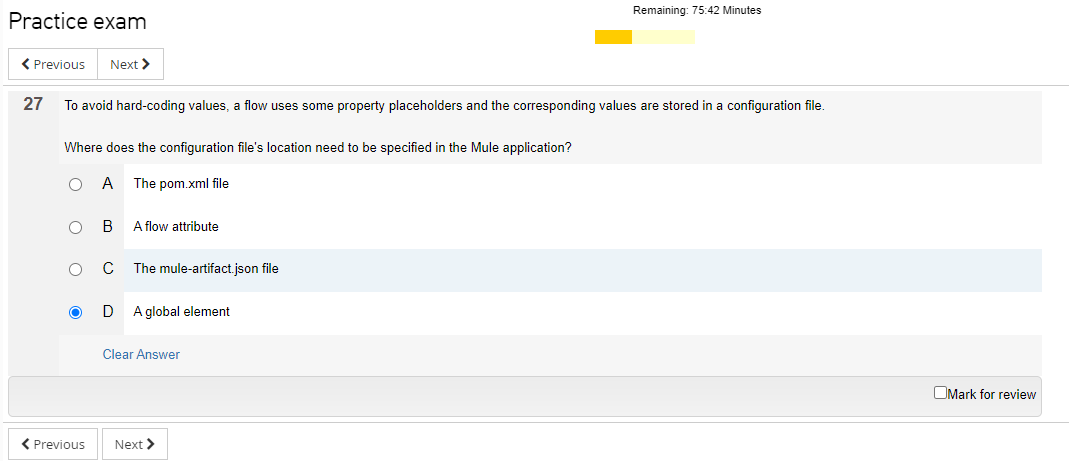 Practice exam
Remaining: 75:42 Minutes
Previous
Next
27 To avoid hard-coding values, a flow uses some property placeholders and the corresponding values are stored in a configuration file.
Where does the configuration file's location need to be specified in the Mule application?
A The pom.xml file
B A flow attribute
C The mule-artifact.json file
D A global element
Clear Answer
Mark for review
Previous
Next